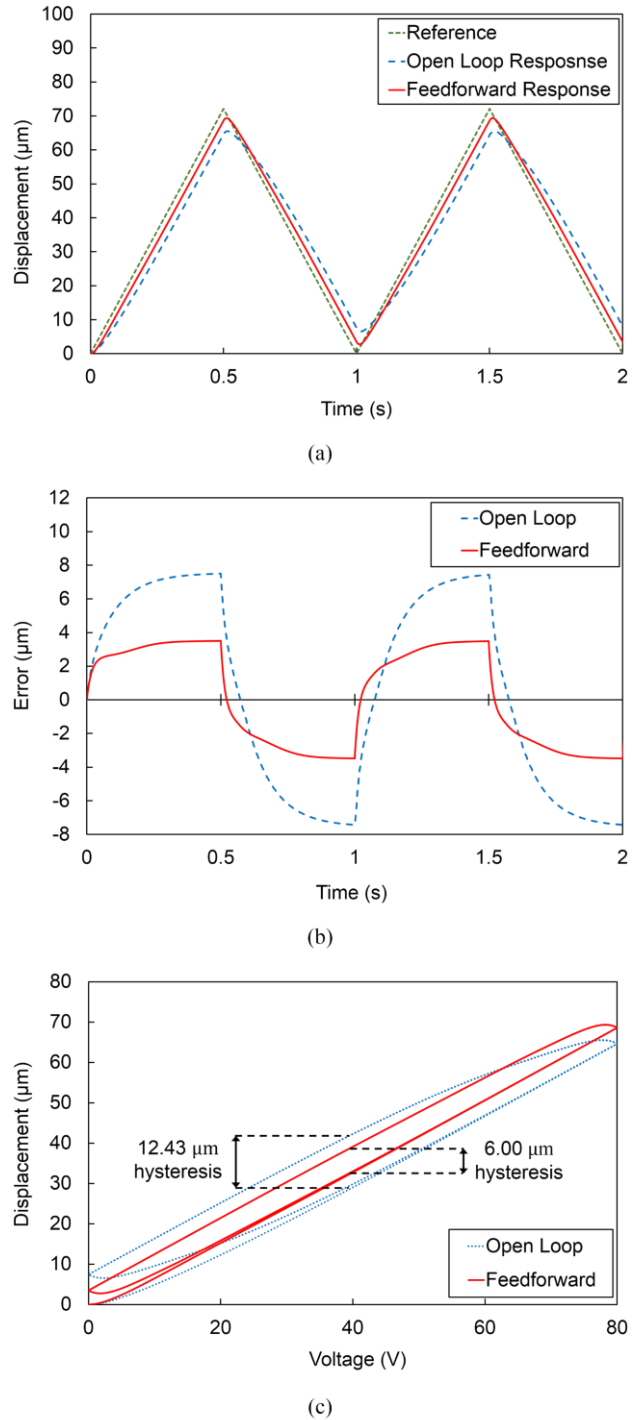 100
90
80
70
60
50
40
30
20
10
0
Displacement (μm)
Reference
Open Loop Resposnse
Feedforward Response
0 0.5 1 1.5 2
Time (s)
(a)
12
10
8
6
4
2
0
-2
-4
-6
-8
Error (μm)
Open Loop
Feedforward
0 0.5 1 1.5 2
Time (s)
(b)
80
70
60
50
40
30
20
10
0
Displacement (μm)
12.43 μm
hysteresis
6.00 μm
hysteresis
Open Loop
Feedforward
0 20 40 60 80
Voltage (V)
(c)